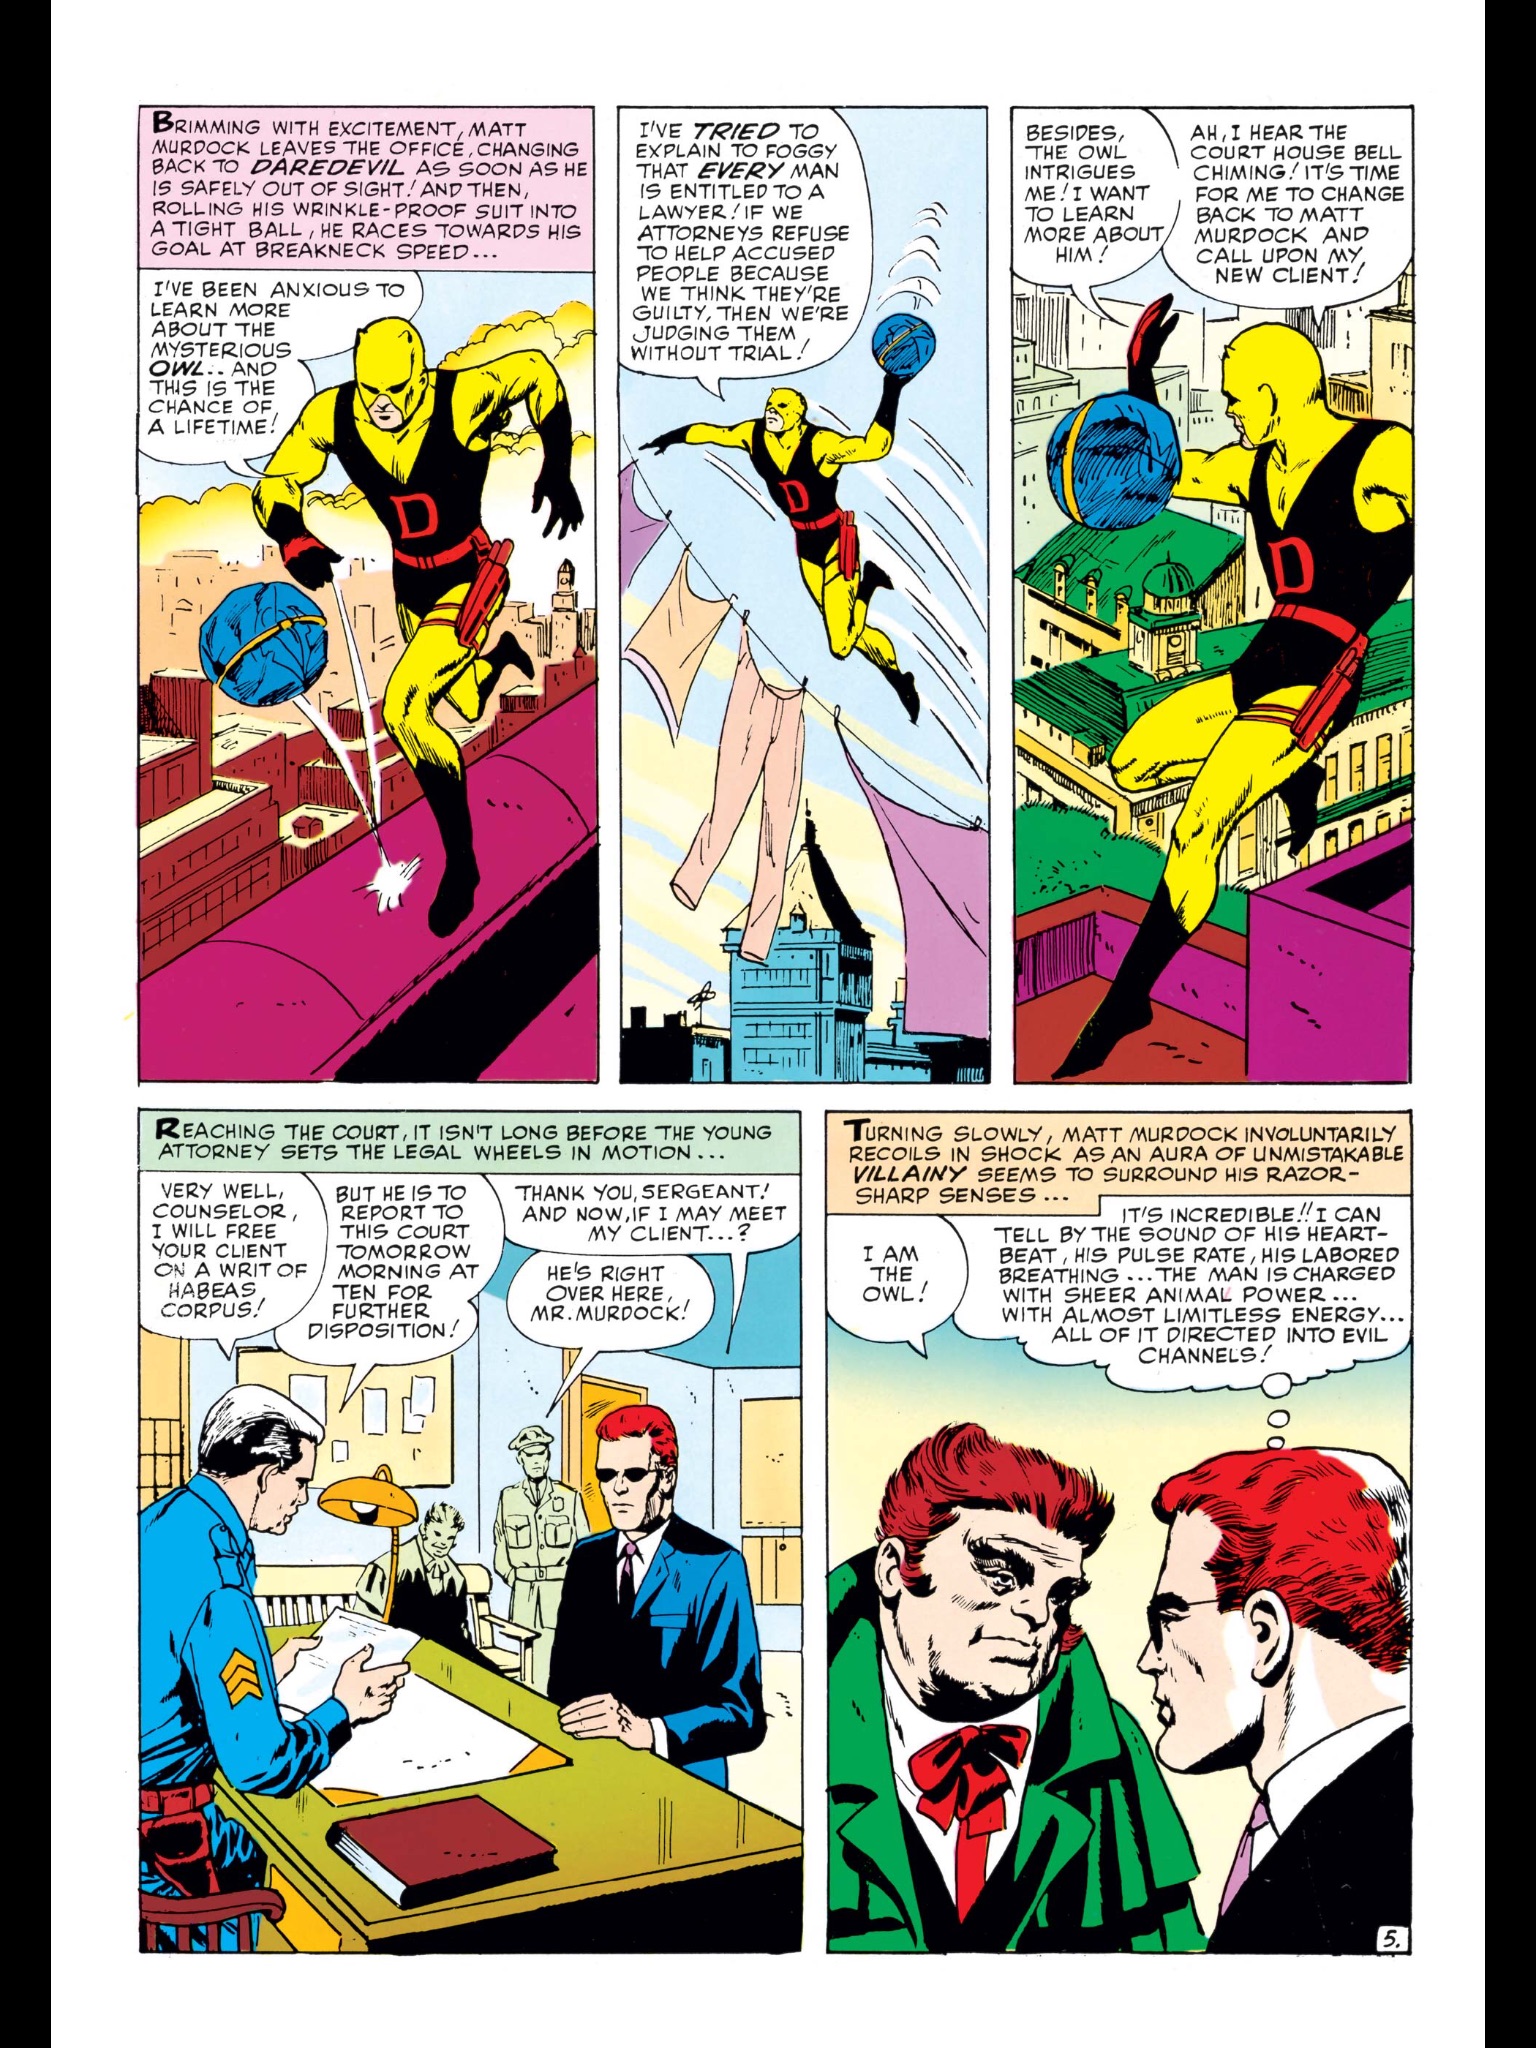 BRIMMING WITH EXCITEMENT, MATT
MURDOCK LEAVES THE OFFICE, CHANGING
BACK TO DAREDEVIL AS SOON AS HE
IS SAFELY OUT OF SIGHT! AND THEN,
ROLLING HIS WRINKLE-PROOF SUIT INTO
A TIGHT BALL, HE RACES TOWARDS HIS
GOAL AT BREAKNECK SPEED...
I'VE BEEN ANXIOUS TO
LEARN MORE
ABOUT THE
MYSTERIOUS
OWL.. AND
THIS IS THE
CHANCE OF
A LIFETIME!
D
I'VE TRIED TO
EXPLAIN TO FOGGY
THAT EVERY MAN
IS ENTITLED TO A
LAWYER! IF WE
ATTORNEYS REFUSE
TO HELP ACCUSED
PEOPLE BECAUSE
WE THINK THEY'RE
GUILTY, THEN WE'RE
JUDGING THEM
WITHOUT TRIAL!
D
BESIDES,
THE OWL
INTRIGUES
ME! I WANT
TO LEARN
MORE ABOUT
HIM!
AH, I HEAR THE
COURT HOUSE BELL
CHIMING! IT'S TIME
FOR ME TO CHANGE
BACK TO MATT
MURDOCK AND
CALL UPON MY
NEW CLIENT!
D
REACHING THE COURT, IT ISN'T LONG BEFORE THE YOUNG
ATTORNEY SETS THE LEGAL WHEELS IN MOTION...
VERY WELL,
COUNSELOR,
I WILL FREE
YOUR CLIENT
ON A WRIT OF
HABEAS
CORPUS!
BUT HE IS TO
REPORT TO
THIS COURT
TOMORROW
MORNING AT
TEN FOR
FURTHER
DISPOSITION!
THANK YOU, SERGEANT!
AND NOW, IF I MAY MEET
MY CLIENT...?
HE'S RIGHT
OVER HERE,
MR. MURDOCK!
TURNING SLOWLY, MATT MURDOCK INVOLUNTARILY
RECOILS IN SHOCK AS AN AURA OF UNMISTAKABLE
VILLAINY SEEMS TO SURROUND HIS RAZOR-
SHARP SENSES...
I AM
THE
OWL!
IT'S INCREDIBLE!! I CAN
TELL BY THE SOUND OF HIS HEART-
BEAT, HIS PULSE RATE, HIS LABORED
BREATHING... THE MAN IS CHARGED
WITH SHEER ANIMAL POWER...
WITH ALMOST LIMITLESS ENERGY...
ALL OF IT DIRECTED INTO EVIL
CHANNELS!
5.